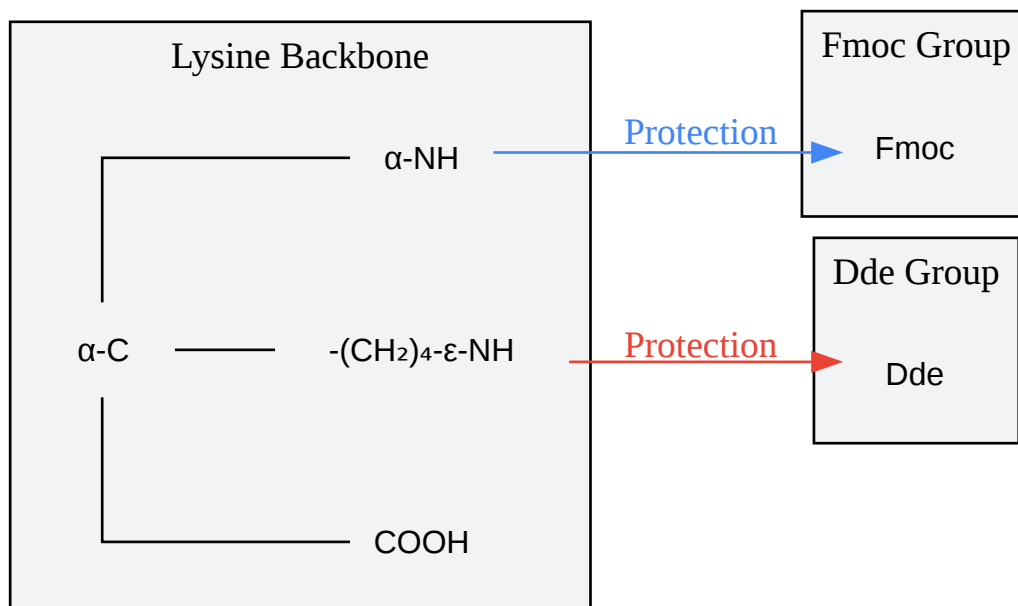 Lysine Backbone
Fmoc Group
Protection
α-NH
Fmoc
Dde Group
Protection
α-C
-(CH₂)₄-ε-NH
Dde
COOH